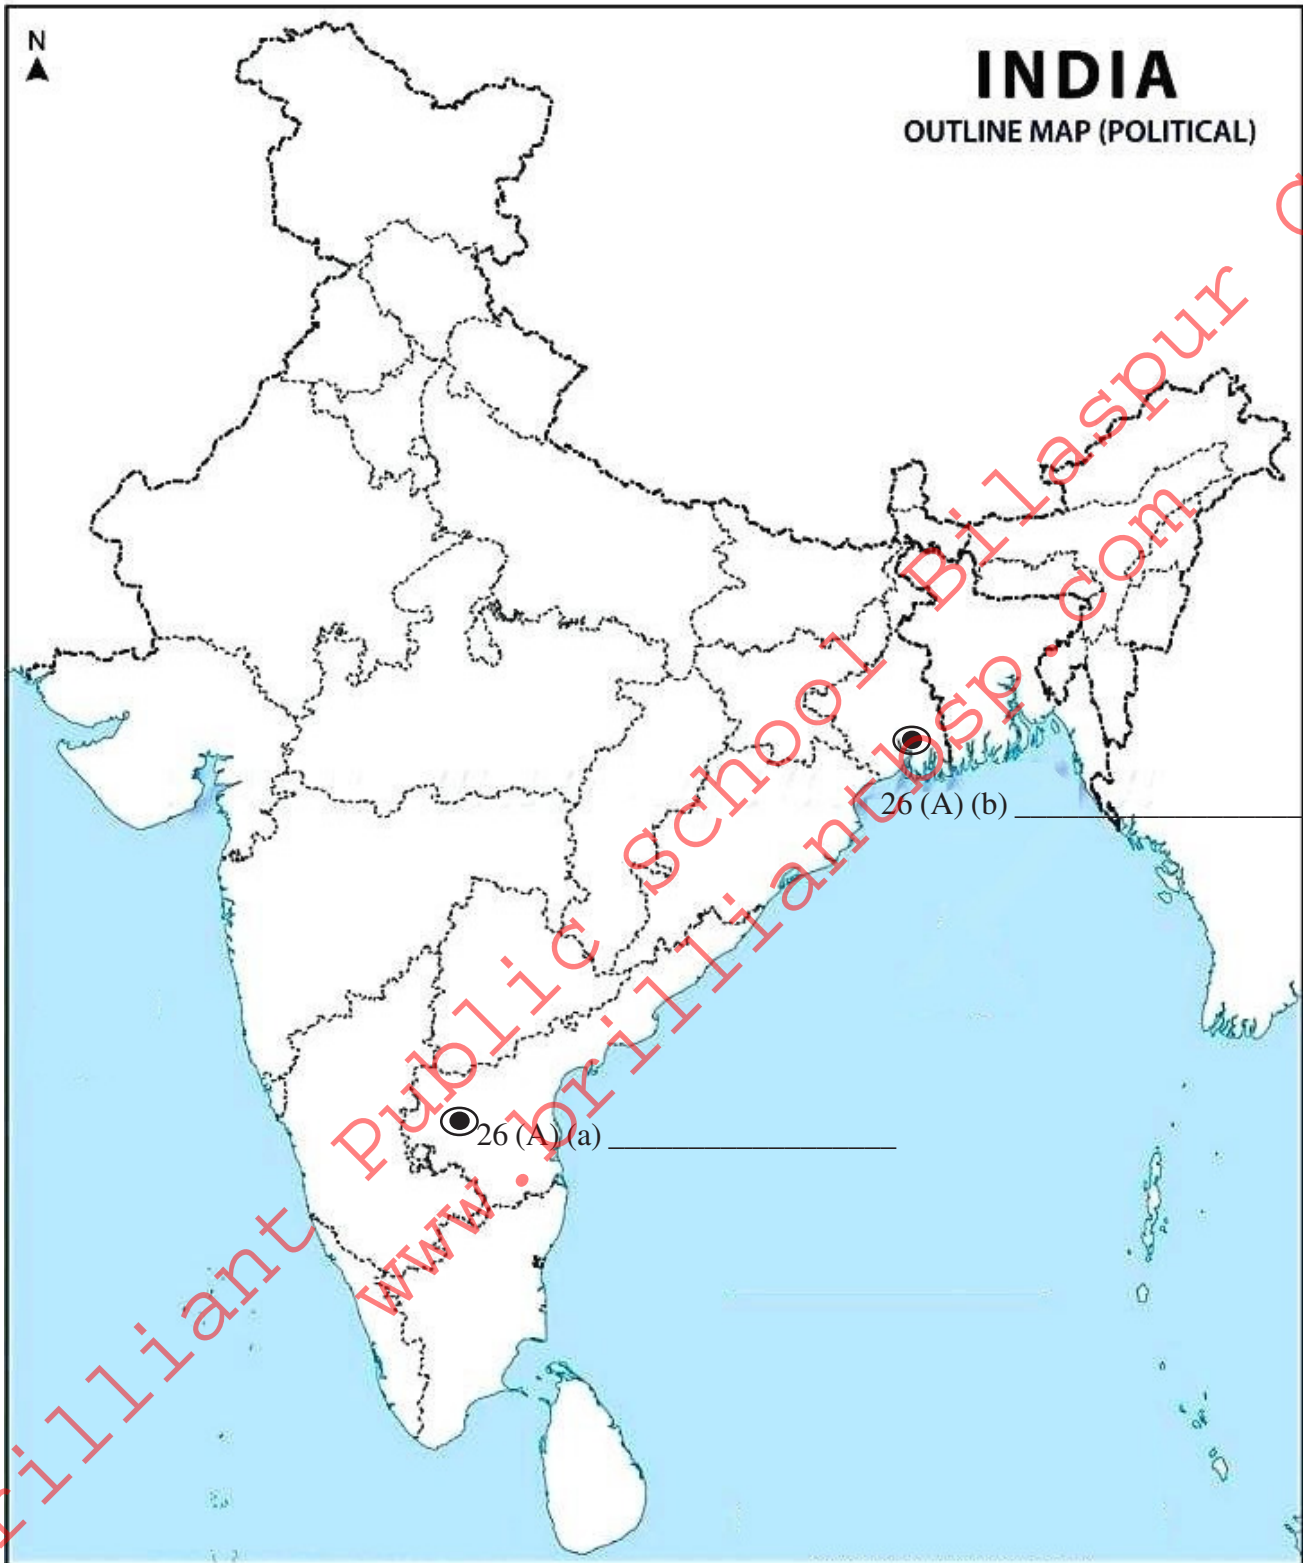 N
INDIA
OUTLINE MAP (POLITICAL)
26 (A) (b)
26 (A) (a)
Brilliant Public School Bilaspur C
www.brilliantbsp.com